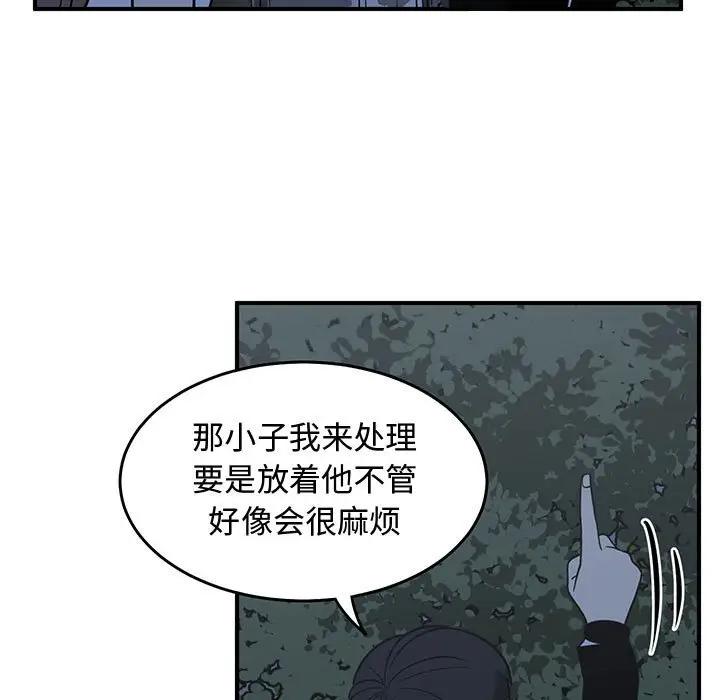 那小子我来处理
要是放着他不管
好像会很麻烦